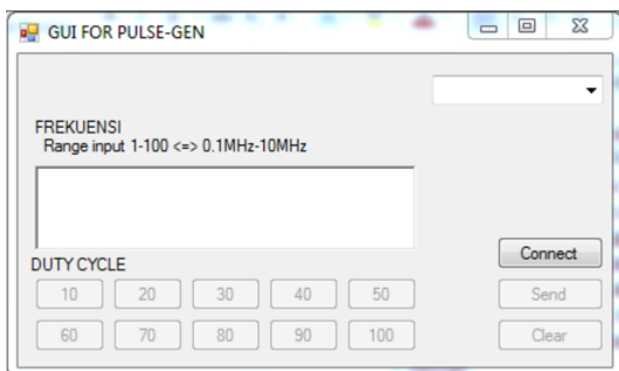 GUI FOR PULSE-GEN
FREKUENSI
Range input 1-100 <=> 0.1MHz-10MHz
DUTY CYCLE
Connect
10 20 30 40 50 Send
60 70 80 90 100 Clear